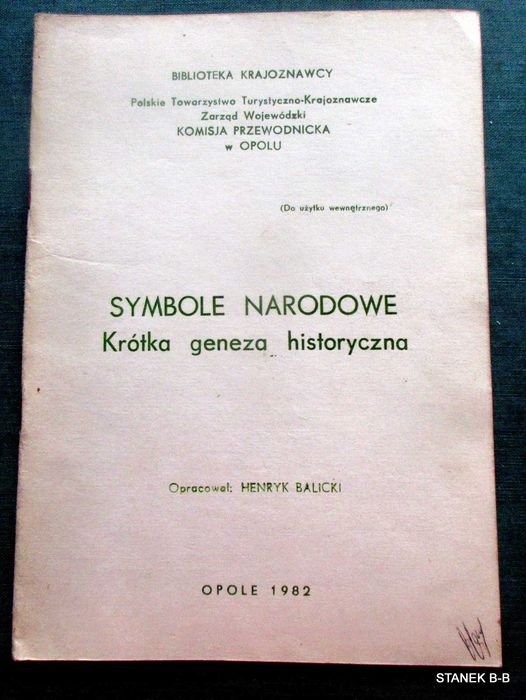 BIBLIOTEKA KRAJOZNAWCY
Polskie Towarzystwo Turystyczno-Krajoznawcze
Zarząd Wojewódzki
KOMISJA PRZEWODNICKA
w OPOLU
(Do użytku wewnętrznego)
SYMBOLE NARODOWE
Krótka geneza historyczna
Opracował: HENRYK BALICKI
OPOLE 1982
STANEK B-B